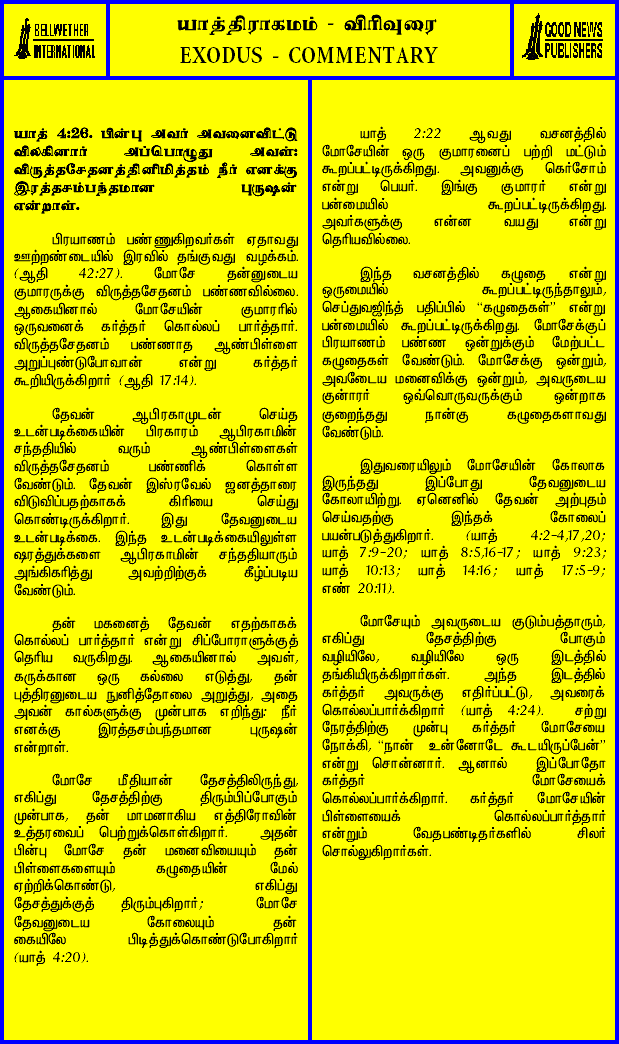 BELLWETHER
INTERNATIONAL
யாத்திராகமம் - விரிவுரை
EXODUS - COMMENTARY
GOOD NEWS
PUBLISHERS
யாத் 4:26. பின்பு அவர் அவனைவிட்டு
விலகினார் அப்பொழுது அவள்:
விருத்தசேதனத்தினிமித்தம் நீர் எனக்கு
இரத்தசம்பந்தமான புருஷன்
என்றாள்.
பிரயாணம் பண்ணுகிறவர்கள் ஏதாவது
ஊற்றண்டையில் இரவில் தங்குவது வழக்கம்.
(ஆதி 42:27). மோசே தன்னுடைய
குமாரருக்கு விருத்தசேதனம் பண்ணவில்லை.
ஆகையினால் மோசேயின் குமாரரில்
ஒருவனைக் கர்த்தர் கொல்லப் பார்த்தார்.
விருத்தசேதனம் பண்ணாத ஆண்பிள்ளை
அறுப்புண்டுபோவான் என்று கர்த்தர்
கூறியிருக்கிறார் (ஆதி 17:14).
தேவன் ஆபிரகாமுடன் செய்த
உடன்படிக்கையின் பிரகாரம் ஆபிரகாமின்
சந்ததியில் வரும் ஆண்பிள்ளைகள்
விருத்தசேதனம் பண்ணிக் கொள்ள
வேண்டும். தேவன் இஸ்ரவேல் ஜனத்தாரை
விடுவிப்பதற்காகக் கிரியை செய்து
கொண்டிருக்கிறார். இது தேவனுடைய
உடன்படிக்கை. இந்த உடன்படிக்கையிலுள்ள
ஷரத்துக்களை ஆபிரகாமின் சந்ததியாரும்
அங்கிகரித்து அவற்றிற்குக் கீழ்ப்படிய
வேண்டும்.
தன் மகனைத் தேவன் எதற்காகக்
கொல்லப் பார்த்தார் என்று சிப்போராளுக்குத்
தெரிய வருகிறது. ஆகையினால் அவள்,
கருக்கான ஒரு கல்லை எடுத்து, தன்
புத்திரனுடைய நுனித்தோலை அறுத்து, அதை
அவன் கால்களுக்கு முன்பாக எறிந்து: நீர்
எனக்கு இரத்தசம்பந்தமான புருஷன்
என்றாள்.
மோசே மீதியான் தேசத்திலிருந்து,
எகிப்து தேசத்திற்கு திரும்பிப்போகும்
முன்பாக, தன் மாமனாகிய எத்திரோவின்
உத்தரவைப் பெற்றுக்கொள்கிறார். அதன்
பின்பு மோசே தன் மனைவியையும் தன்
பிள்ளைகளையும் கழுதையின் மேல்
ஏற்றிக்கொண்டு, எகிப்து
தேசத்துக்குத் திரும்புகிறார்; மோசே
தேவனுடைய கோலையும் தன்
கையிலே பிடித்துக்கொண்டுபோகிறார்
(யாத் 4:20).
யாத் 2:22 ஆவது வசனத்தில்
மோசேயின் ஒரு குமாரனைப் பற்றி மட்டும்
கூறப்பட்டிருக்கிறது. அவனுக்கு கெர்சோம்
என்று பெயர். இங்கு குமாரர் என்று
பன்மையில் கூறப்பட்டிருக்கிறது.
அவர்களுக்கு என்ன வயது என்று
தெரியவில்லை.
இந்த வசனத்தில் கழுதை என்று
ஒருமையில் கூறப்பட்டிருந்தாலும்,
செப்துவஜிந்த் பதிப்பில் "கழுதைகள்" என்று
பன்மையில் கூறப்பட்டிருக்கிறது. மோசேக்குப்
பிரயாணம் பண்ண ஒன்றுக்கும் மேற்பட்ட
கழுதைகள் வேண்டும். மோசேக்கு ஒன்றும்,
அவடைய மனைவிக்கு ஒன்றும், அவருடைய
குன்ாரர் ஒவ்வொருவருக்கும் ஒன்றாக
குறைந்தது நான்கு கழுதைகளாவது
வேண்டும்.
இதுவரையிலும் மோசேயின் கோலாக
இருந்தது இப்போது தேவனுடைய
கோலாயிற்று. ஏனெனில் தேவன் அற்புதம்
செய்வதற்கு இந்தக் கோலைப்
பயன்படுத்துகிறார். (யாத் 4:2-4,17,20;
யாத் 7:9-20; யாத் 8:5,16-17; யாத் 9:23;
யாத் 10:13; யாத் 14:16; யாத் 17:5-9;
எண் 20:11).
மோசேயும் அவருடைய குடும்பத்தாரும்,
எகிப்து தேசத்திற்கு போகும்
வழியிலே, வழியிலே ஒரு இடத்தில்
தங்கியிருக்கிறார்கள். அந்த இடத்தில்
கர்த்தர் அவருக்கு எதிர்ப்பட்டு, அவரைக்
கொல்லப்பார்க்கிறார் (யாத் 4:24). சற்று
நேரத்திற்கு முன்பு கர்த்தர் மோசேயை
நோக்கி, "நான் உன்னோடே கூடயிருப்பேன்"
என்று சொன்னார். ஆனால் இப்போதோ
கர்த்தர் மோசேயைக்
கொல்லப்பார்க்கிறார். கர்த்தர் மோசேயின்
பிள்ளையைக் கொல்லப்பார்த்தார்
என்றும் வேதபண்டிதர்களில் சிலர்
சொல்லுகிறார்கள்.